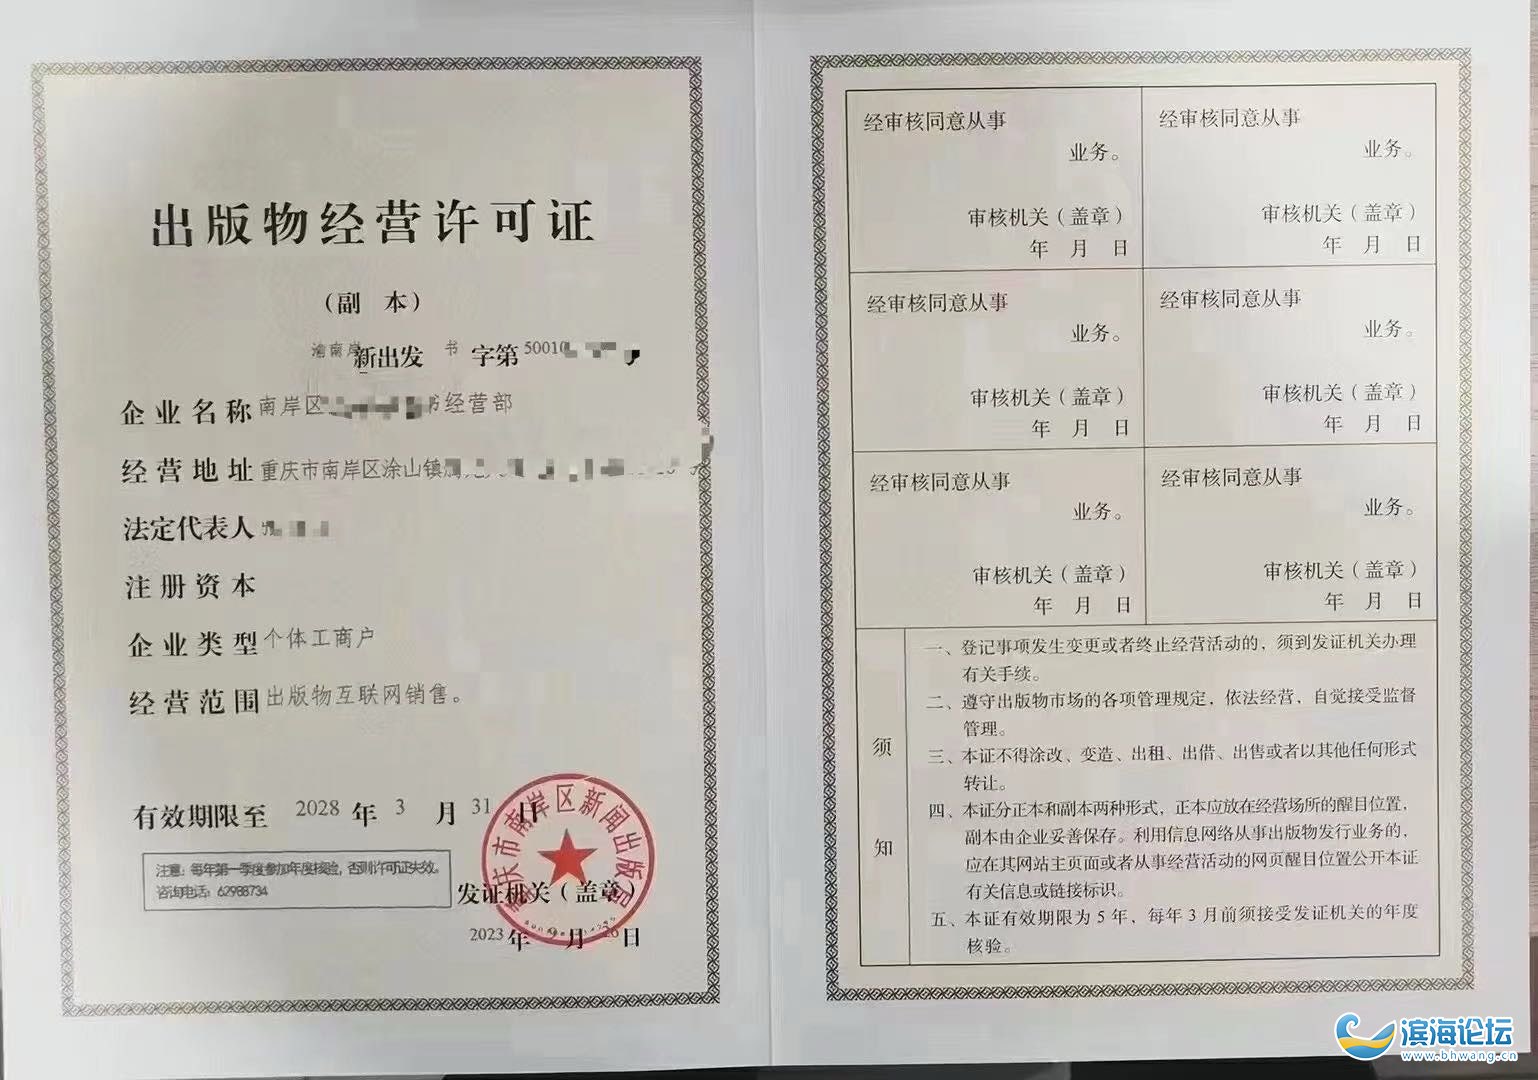 出版物经营许可证
（副 本）
渝南岸新出发 书 字第 50010
企业名称 南岸区 书经营部
经营地址 重庆市南岸区涂山镇
法定代表人
注册资本
企业类型 个体工商户
经营范围 出版物互联网销售。
有效期限至 2028 年 3 月 31 日
注意：每年第一季度参加年度核验，否则许可证失效。
咨询电话：62988734
重庆市南岸区新闻出版局
发证机关（盖章）
2023 年 9 月 26 日
经审核同意从事
业务。
审核机关（盖章）
年 月 日
经审核同意从事
业务。
审核机关（盖章）
年 月 日
经审核同意从事
业务。
审核机关（盖章）
年 月 日
经审核同意从事
业务。
审核机关（盖章）
年 月 日
经审核同意从事
业务。
审核机关（盖章）
年 月 日
经审核同意从事
业务。
审核机关（盖章）
年 月 日
须知
一、登记事项发生变更或者终止经营活动的，须到发证机关办理
有关手续。
二、遵守出版物市场的各项管理规定，依法经营，自觉接受监督
管理。
三、本证不得涂改、变造、出租、出借、出售或者以其他任何形式
转让。
四、本证分正本和副本两种形式，正本应放在经营场所的醒目位置，
副本由企业妥善保存。利用信息网络从事出版物发行业务的，
应在其网站主页面或者从事经营活动的网页醒目位置公开本证
有关信息或链接标识。
五、本证有效期限为 5 年，每年 3 月前须接受发证机关的年度
核验。
滨海论坛
www.bhwang.cn